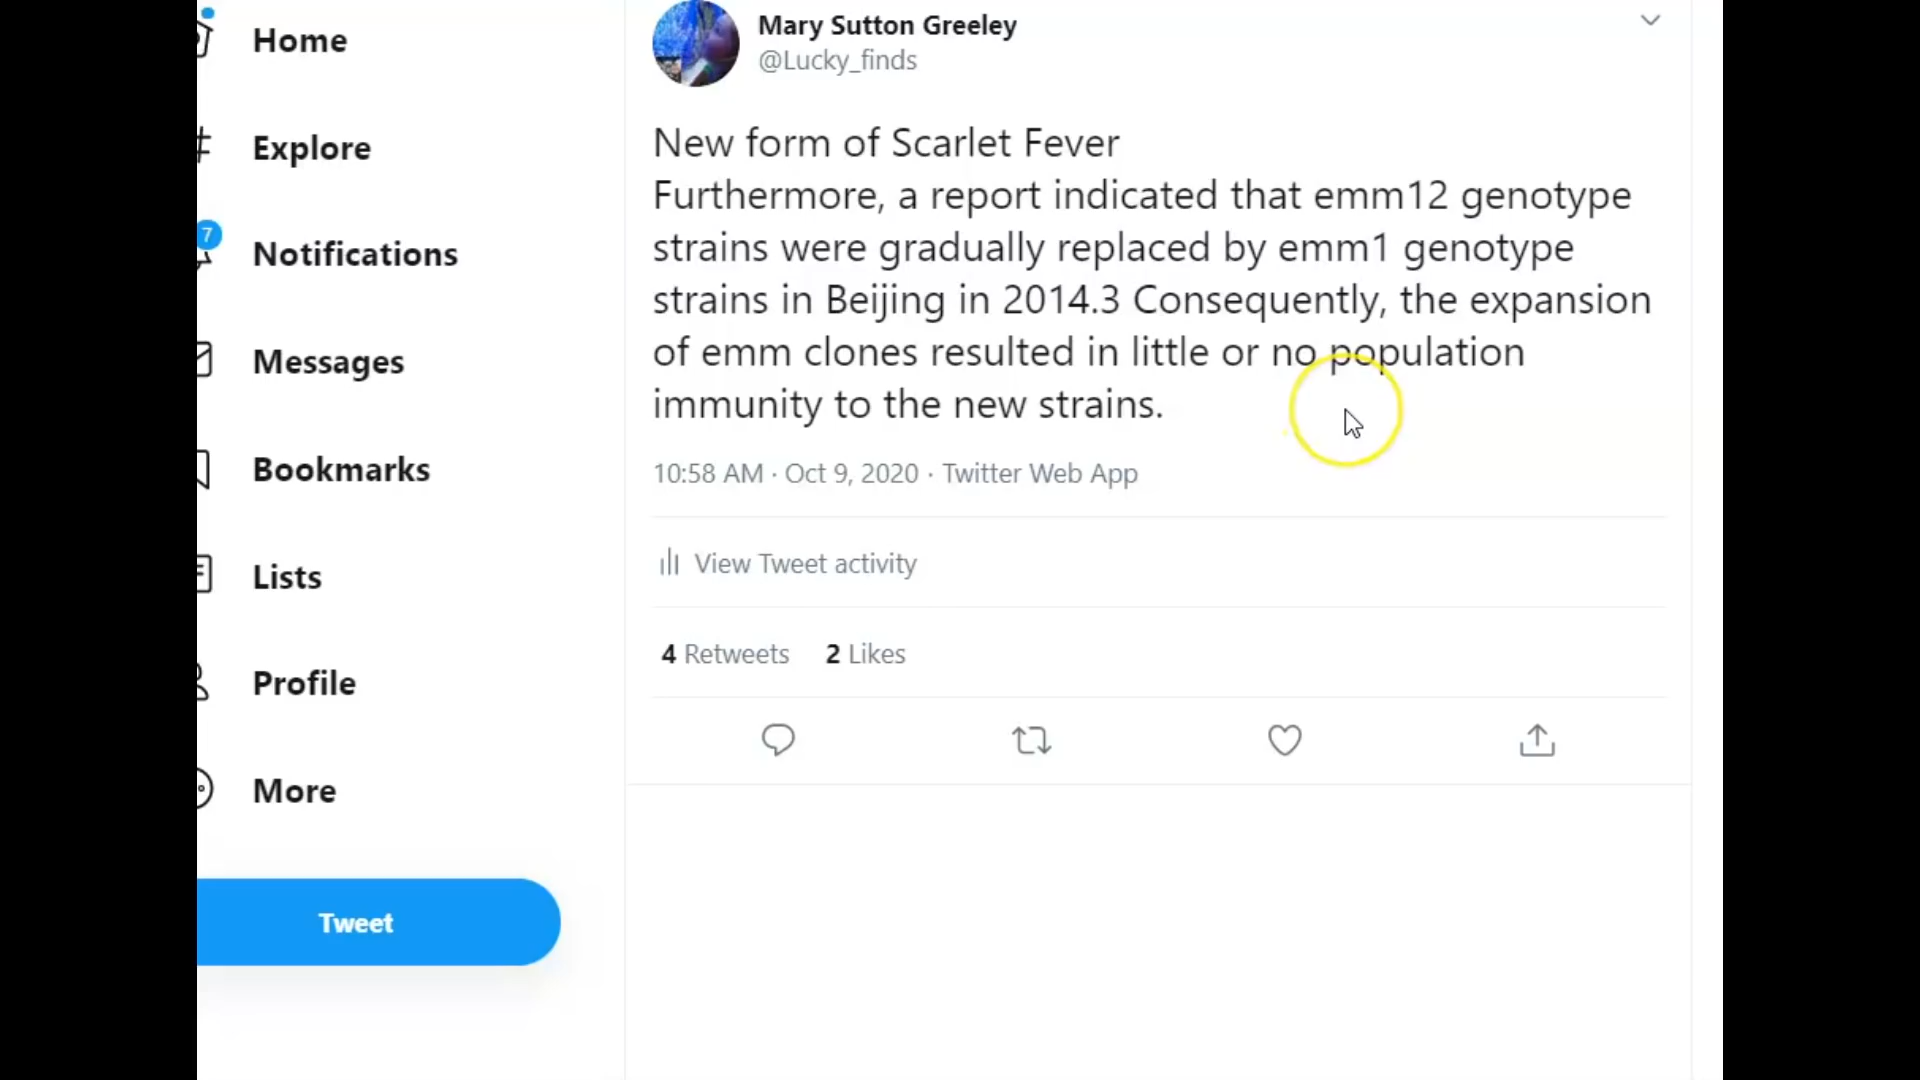 Home
Explore
7
Notifications
Messages
Bookmarks
Lists
Profile
More
Tweet
Mary Sutton Greeley
@Lucky_finds
New form of Scarlet Fever
Furthermore, a report indicated that emm12 genotype
strains were gradually replaced by emm1 genotype
strains in Beijing in 2014.3 Consequently, the expansion
of emm clones resulted in little or no population
immunity to the new strains.
10:58 AM · Oct 9, 2020 · Twitter Web App
View Tweet activity
4 Retweets 2 Likes